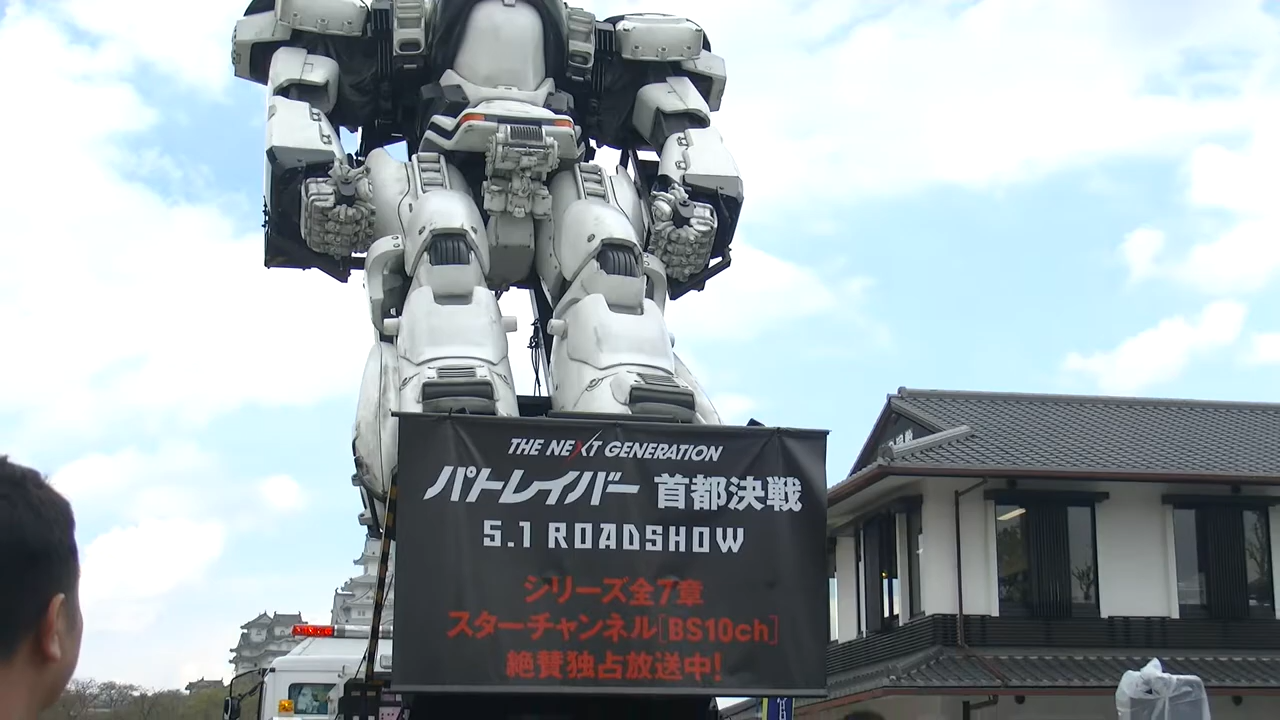 THE NEXT GENERATION
パトレイバー 首都決戦
5.1 ROADSHOW
シリーズ全7章
スターチャンネル[BS10ch]
絶賛独占放送中!